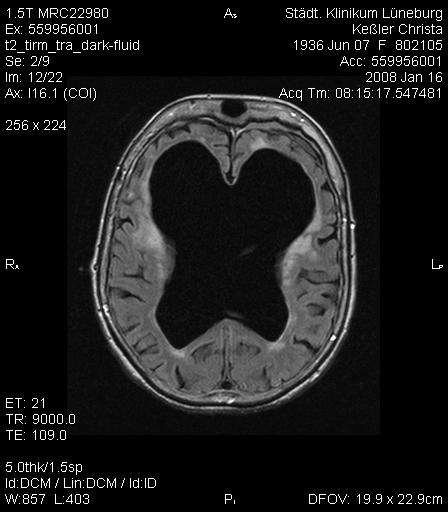 1.5T MRC22980
Ex: 559956001
t2_tirm_tra_dark-fluid
Se: 2/9
Im: 12/22
Ax: I16.1 (COI)
256 x 224
As
Städt. Klinikum Lüneburg
Keßler Christa
1936 Jun 07 F 802105
Acc: 559956001
2008 Jan 16
Acq Tm: 08:15:17.547481
RA
LP
ET: 21
TR: 9000.0
TE: 109.0
5.0thk/1.5sp
Id:DCM / Lin:DCM / Id:ID
W:857 L:403
PI
DFOV: 19.9 x 22.9cm